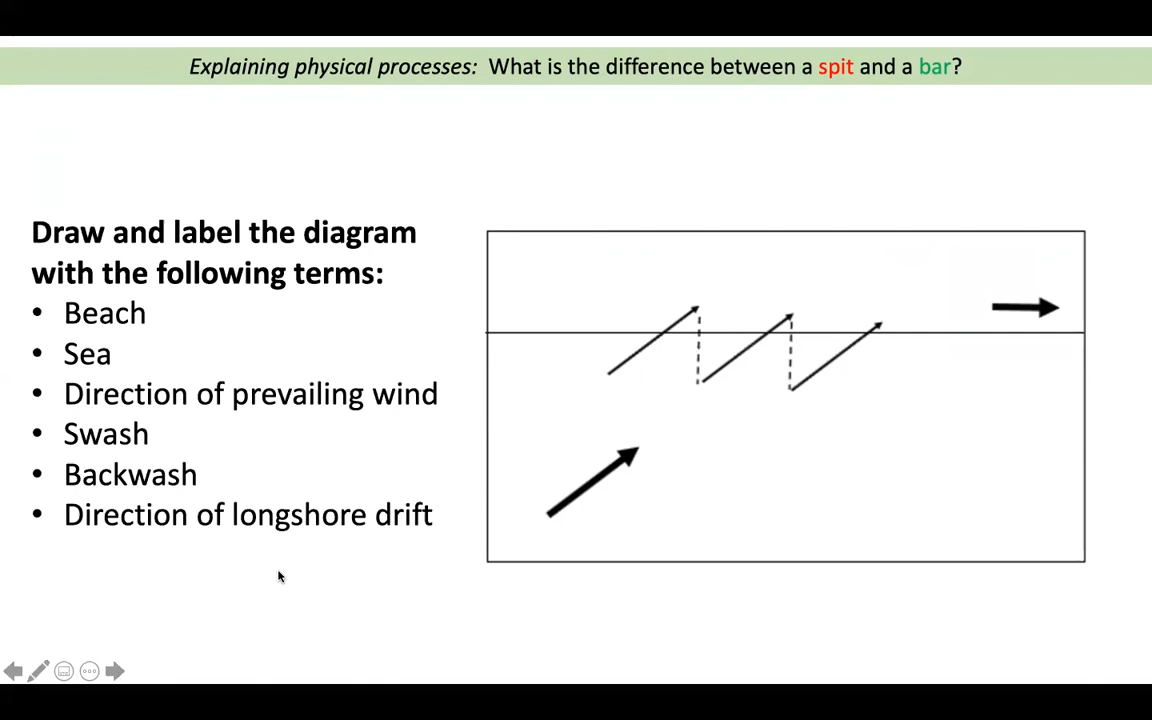 Explaining physical processes: What is the difference between a spit and a bar?
Draw and label the diagram
with the following terms:
• Beach
• Sea
• Direction of prevailing wind
• Swash
• Backwash
• Direction of longshore drift